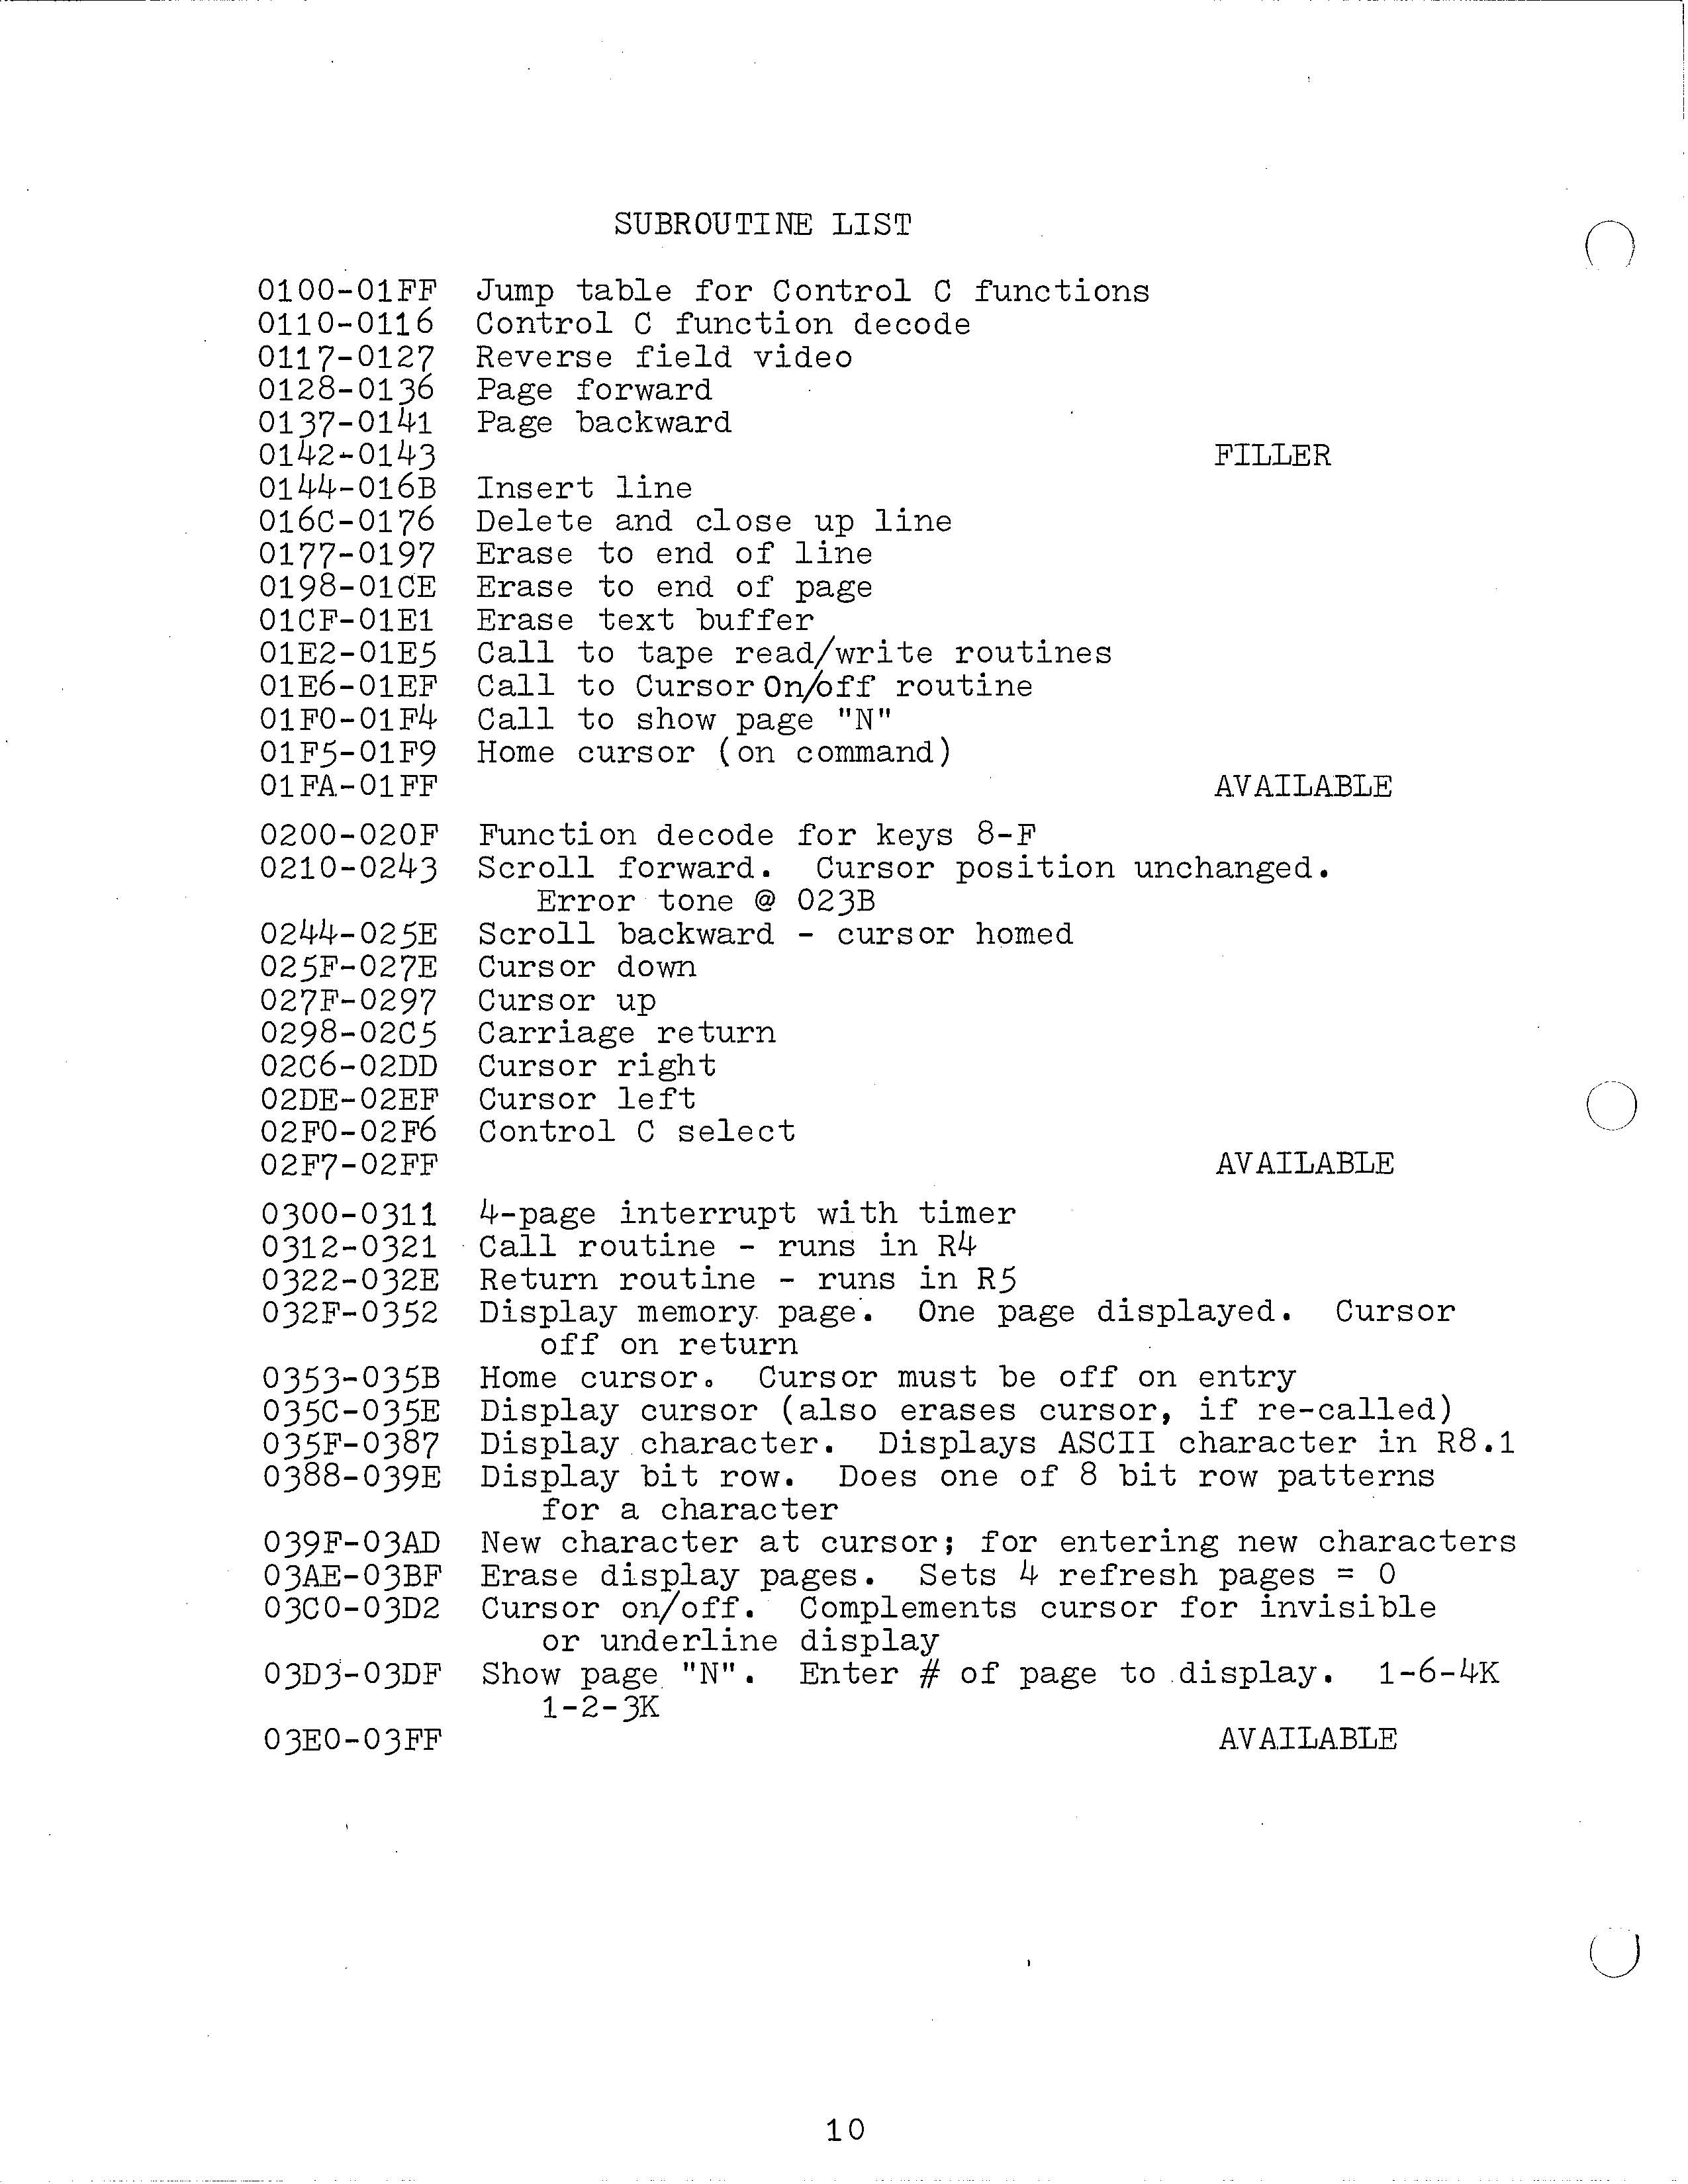 SUBROUTINE LIST
0100-01FF Jump table for Control C functions
0110-0116 Control C function decode
0117-0127 Reverse field video
0128-0136 Page forward
0137-0141 Page backward
0142-0143 FILLER
0144-016B Insert line
016C-0176 Delete and close up line
0177-0197 Erase to end of line
0198-01CE Erase to end of page
01CF-01E1 Erase text buffer
01E2-01E5 Call to tape read/write routines
01E6-01EF Call to Cursor On/off routine
01F0-01F4 Call to show page "N"
01F5-01F9 Home cursor (on command)
01FA-01FF AVAILABLE
0200-020F Function decode for keys 8-F
0210-0243 Scroll forward. Cursor position unchanged.
Error tone @ 023B
0244-025E Scroll backward - cursor homed
025F-027E Cursor down
027F-0297 Cursor up
0298-02C5 Carriage return
02C6-02DD Cursor right
02DE-02EF Cursor left
02F0-02F6 Control C select
02F7-02FF AVAILABLE
0300-0311 4-page interrupt with timer
0312-0321 Call routine - runs in R4
0322-032E Return routine - runs in R5
032F-0352 Display memory page. One page displayed. Cursor
off on return
0353-035B Home cursor. Cursor must be off on entry
035C-035E Display cursor (also erases cursor, if re-called)
035F-0387 Display character. Displays ASCII character in R8.1
0388-039E Display bit row. Does one of 8 bit row patterns
for a character
039F-03AD New character at cursor; for entering new characters
03AE-03BF Erase display pages. Sets 4 refresh pages = 0
03C0-03D2 Cursor on/off. Complements cursor for invisible
or underline display
03D3-03DF Show page "N". Enter # of page to display. 1-6-4K
1-2-3K
03E0-03FF AVAILABLE
10